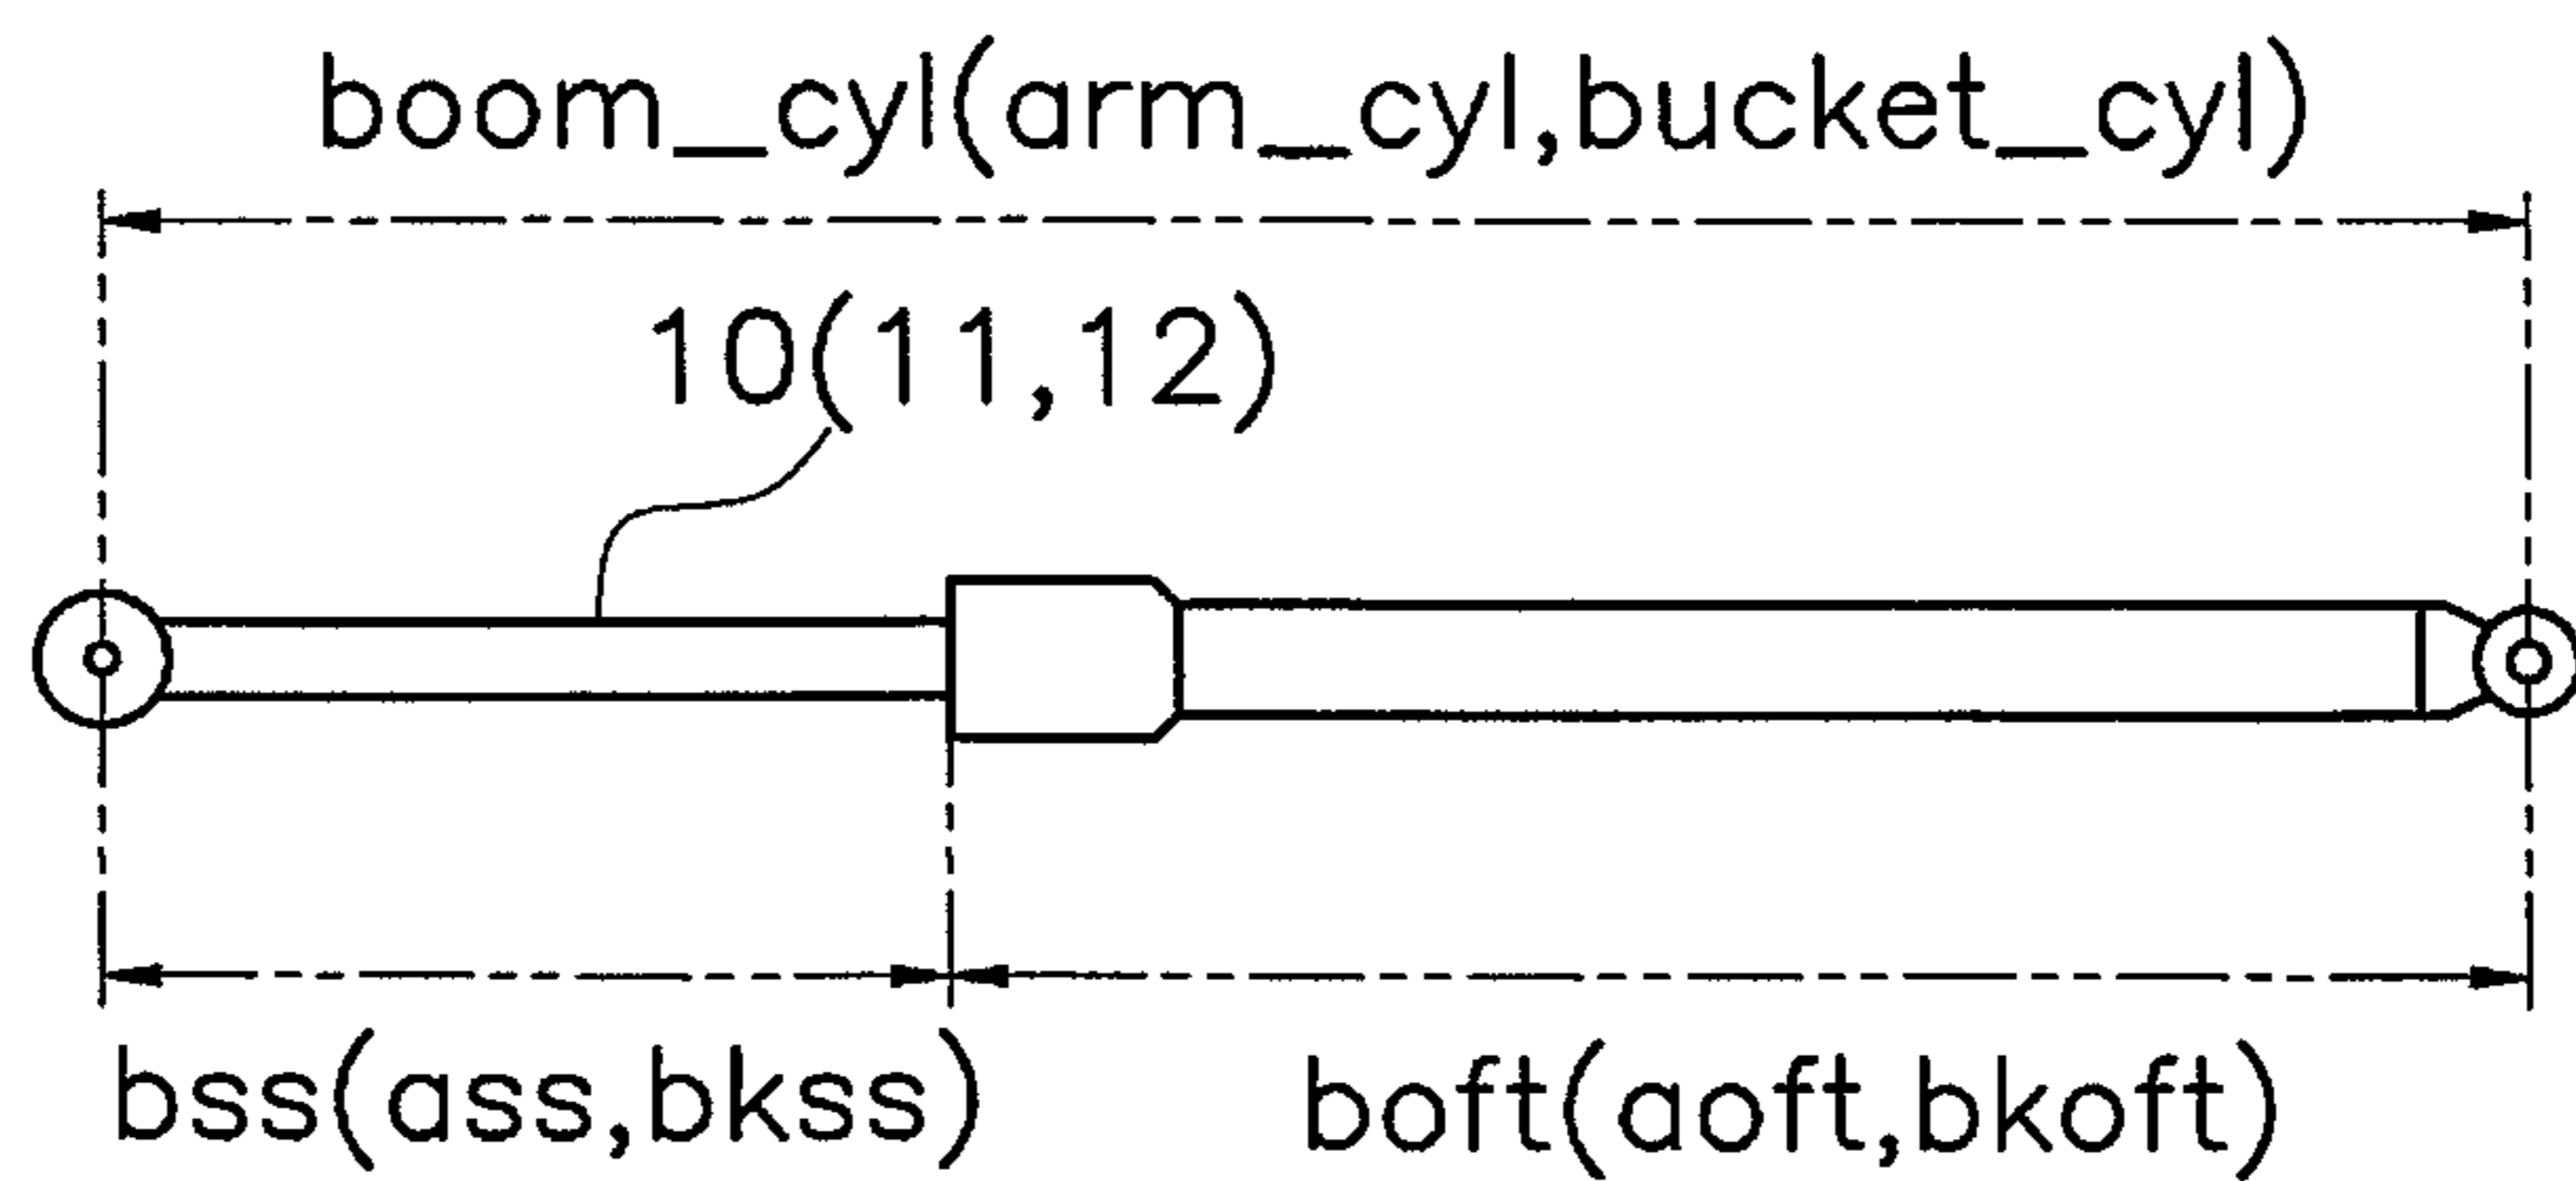 boom_cyl(arm_cyl,bucket_cyl)
10(11,12)
bss(ass,bkss)
boft(aoft,bkoft)